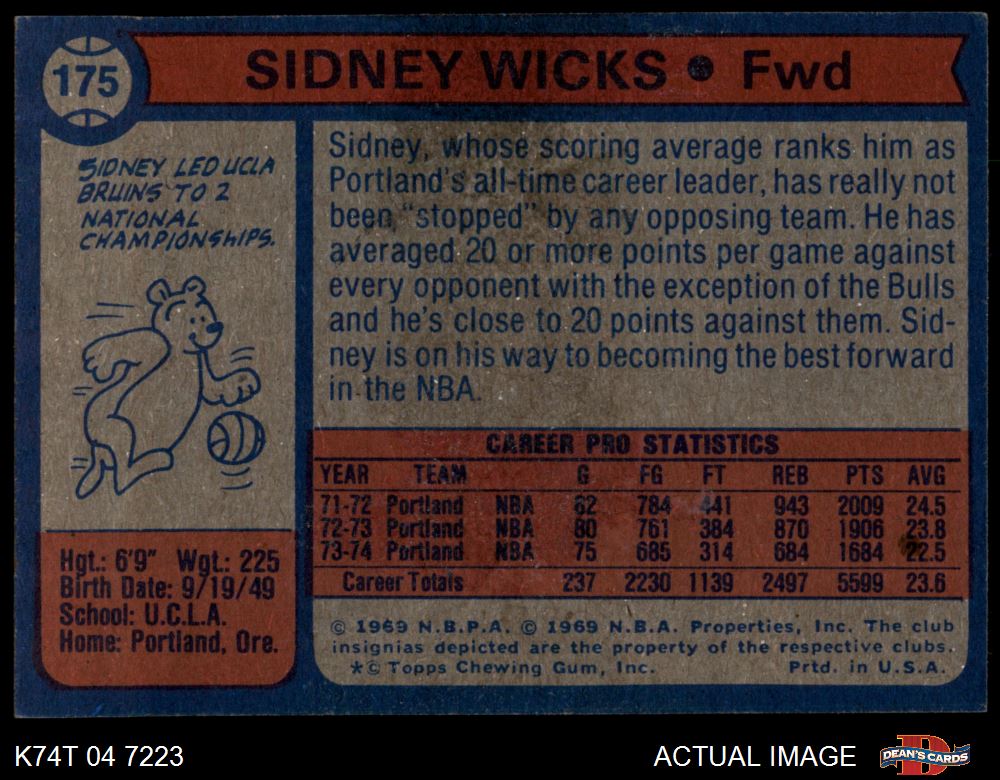 175
SIDNEY WICKS • Fwd
SIDNEY LED UCLA
BRUINS TO 2
NATIONAL
CHAMPIONSHIPS.
Hgt.: 6'9" Wgt.: 225
Birth Date: 9/19/49
School: U.C.L.A.
Home: Portland, Ore.
Sidney, whose scoring average ranks him as
Portland's all-time career leader, has really not
been "stopped" by any opposing team. He has
averaged 20 or more points per game against
every opponent with the exception of the Bulls
and he's close to 20 points against them. Sid-
ney is on his way to becoming the best forward
in the NBA.
CAREER PRO STATISTICS
YEAR TEAM G FG FT REB PTS AVG
71-72 Portland NBA 82 784 441 943 2009 24.5
72-73 Portland NBA 80 761 384 870 1906 23.8
73-74 Portland NBA 75 685 314 684 1684 22.5
Career Totals 237 2230 1139 2497 5599 23.6
© 1969 N.B.P.A. © 1969 N.B.A. Properties, Inc. The club
insignias depicted are the property of the respective clubs.
*© Topps Chewing Gum, Inc. Prtd. in U.S.A.
K74T 04 7223
ACTUAL IMAGE
D
DEAN'S CARDS